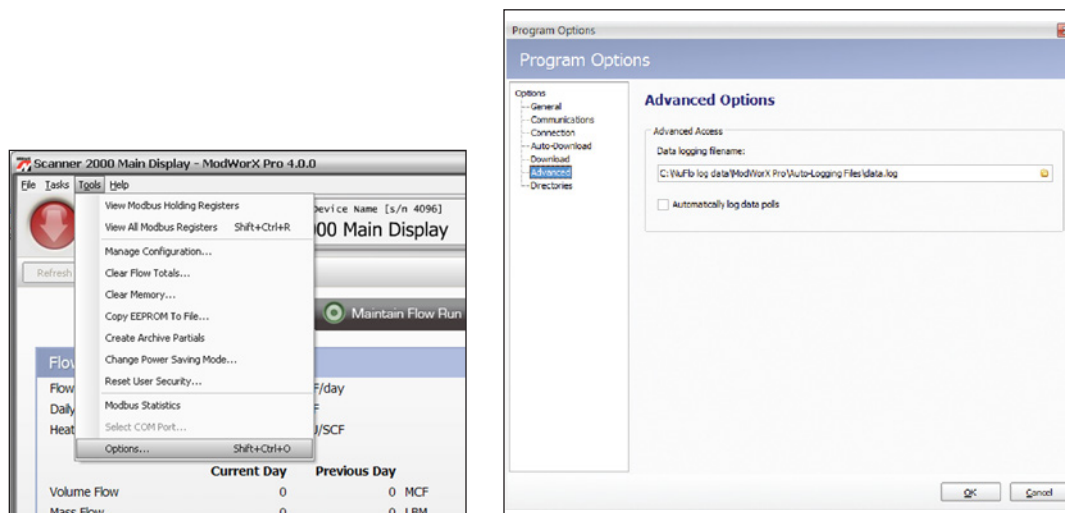 Scanner 2000 Main Display - ModWorX Pro 4.0.0
File Tasks Tools Help
Device Name [s/n 4096]
000 Main Display
Refresh
View Modbus Holding Registers
View All Modbus Registers Shift+Ctrl+R
Manage Configuration...
Clear Flow Totals...
Clear Memory...
Copy EEPROM To File...
Create Archive Partials
Change Power Saving Mode...
Reset User Security...
Modbus Statistics
Select COM Port...
Options... Shift+Ctrl+O
Maintain Flow Run
Flow
Flow F/day
Daily F
Heat J/SCF
Current Day Previous Day
Volume Flow 0 0 MCF
Mass Flow 0 0 LBM
Program Options
Program Options
Options
General
Communications
Connection
Auto-Download
Download
Advanced
Directories
Advanced Options
Advanced Access
Data logging filename:
C:\NuFlo log data\ModWorX Pro\Auto-Logging Files\data.log
Automatically log data polls
OK Cancel